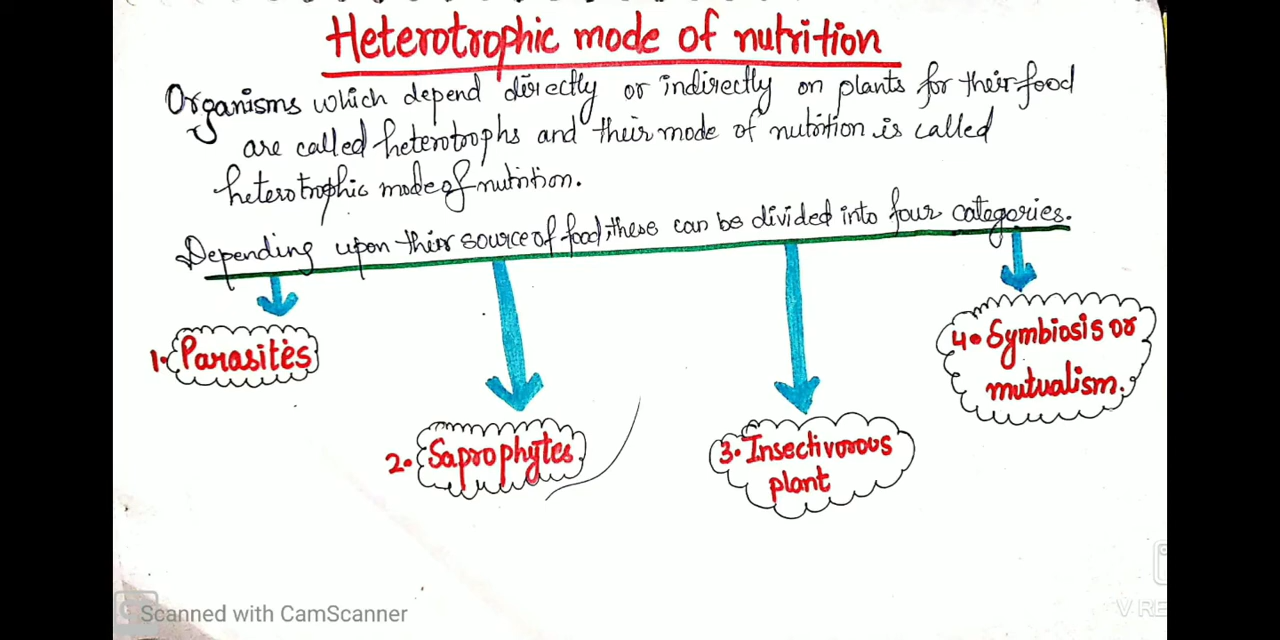 Heterotrophic mode of nutrition
Organisms which depend directly or indirectly on plants for their food
are called heterotrophs and their mode of nutrition is called
heterotrophic mode of nutrition.
Depending upon their source of food, these can be divided into four categories.
1. Parasites
2. Saprophytes
3. Insectivorous
plant
4. Symbiosis or
mutualism.
CS Scanned with CamScanner